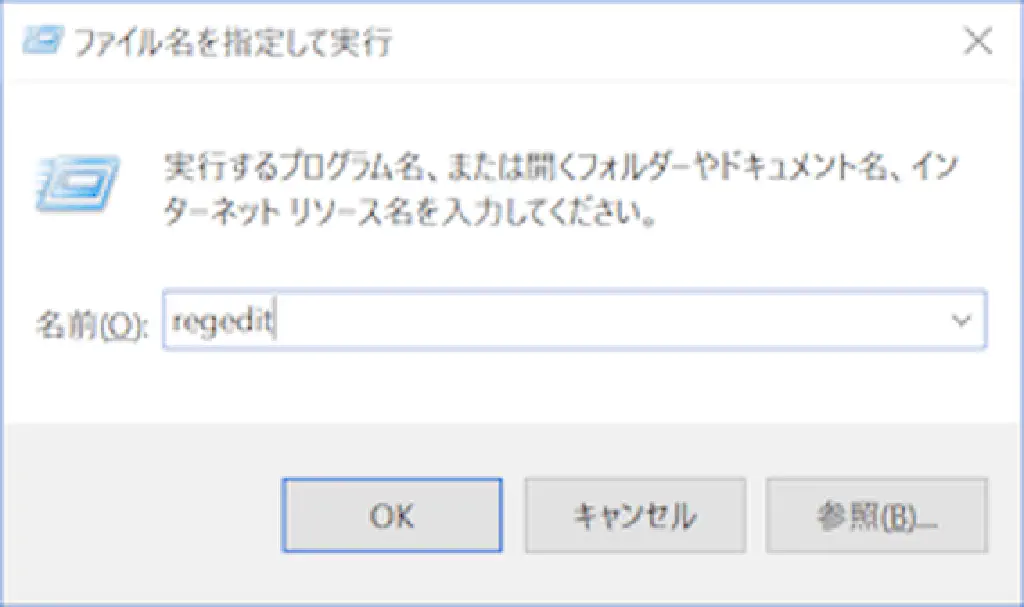 ファイル名を指定して実行
実行するプログラム名、または開くフォルダーやドキュメント名、イン
ターネット リソース名を入力してください。
名前(O): regedit
OK キャンセル 参照(B)...